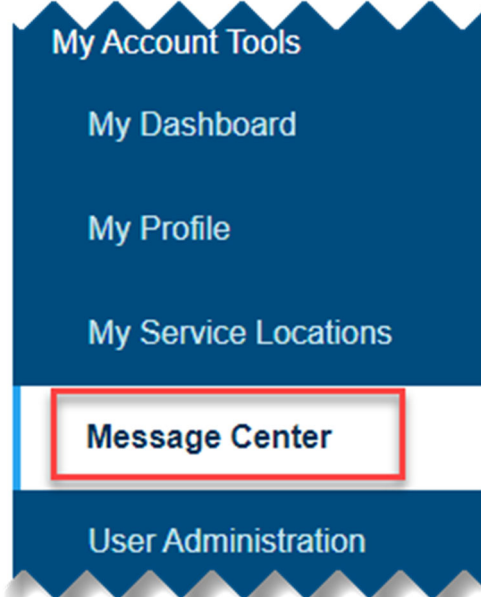 My Account Tools
My Dashboard
My Profile
My Service Locations
Message Center
User Administration